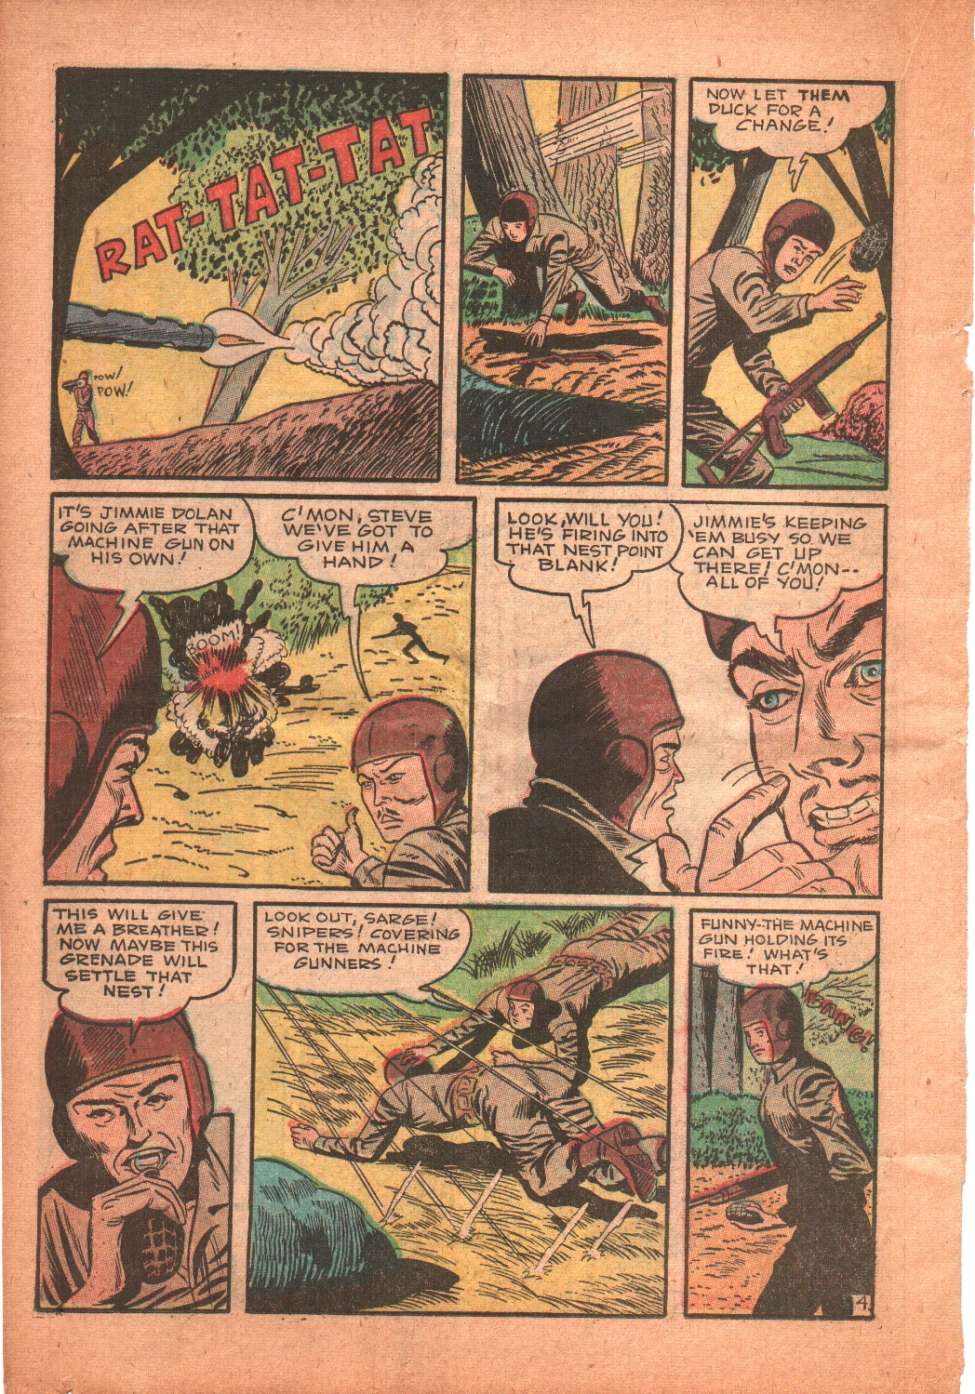 RAT-TAT-TAT
POW!
POW!
NOW LET THEM
DUCK FOR A
CHANGE!
IT'S JIMMIE DOLAN
GOING AFTER THAT
MACHINE GUN ON
HIS OWN!
C'MON, STEVE
WE'VE GOT TO
GIVE HIM A
HAND!
BOOM!
LOOK, WILL YOU!
HE'S FIRING INTO
THAT NEST POINT
BLANK!
JIMMIE'S KEEPING
'EM BUSY SO WE
CAN GET UP
THERE! C'MON--
ALL OF YOU!
THIS WILL GIVE
ME A BREATHER!
NOW MAYBE THIS
GRENADE WILL
SETTLE THAT
NEST!
LOOK OUT, SARGE!
SNIPERS! COVERING
FOR THE MACHINE
GUNNERS!
FUNNY--THE MACHINE
GUN HOLDING ITS
FIRE! WHAT'S
THAT!
4